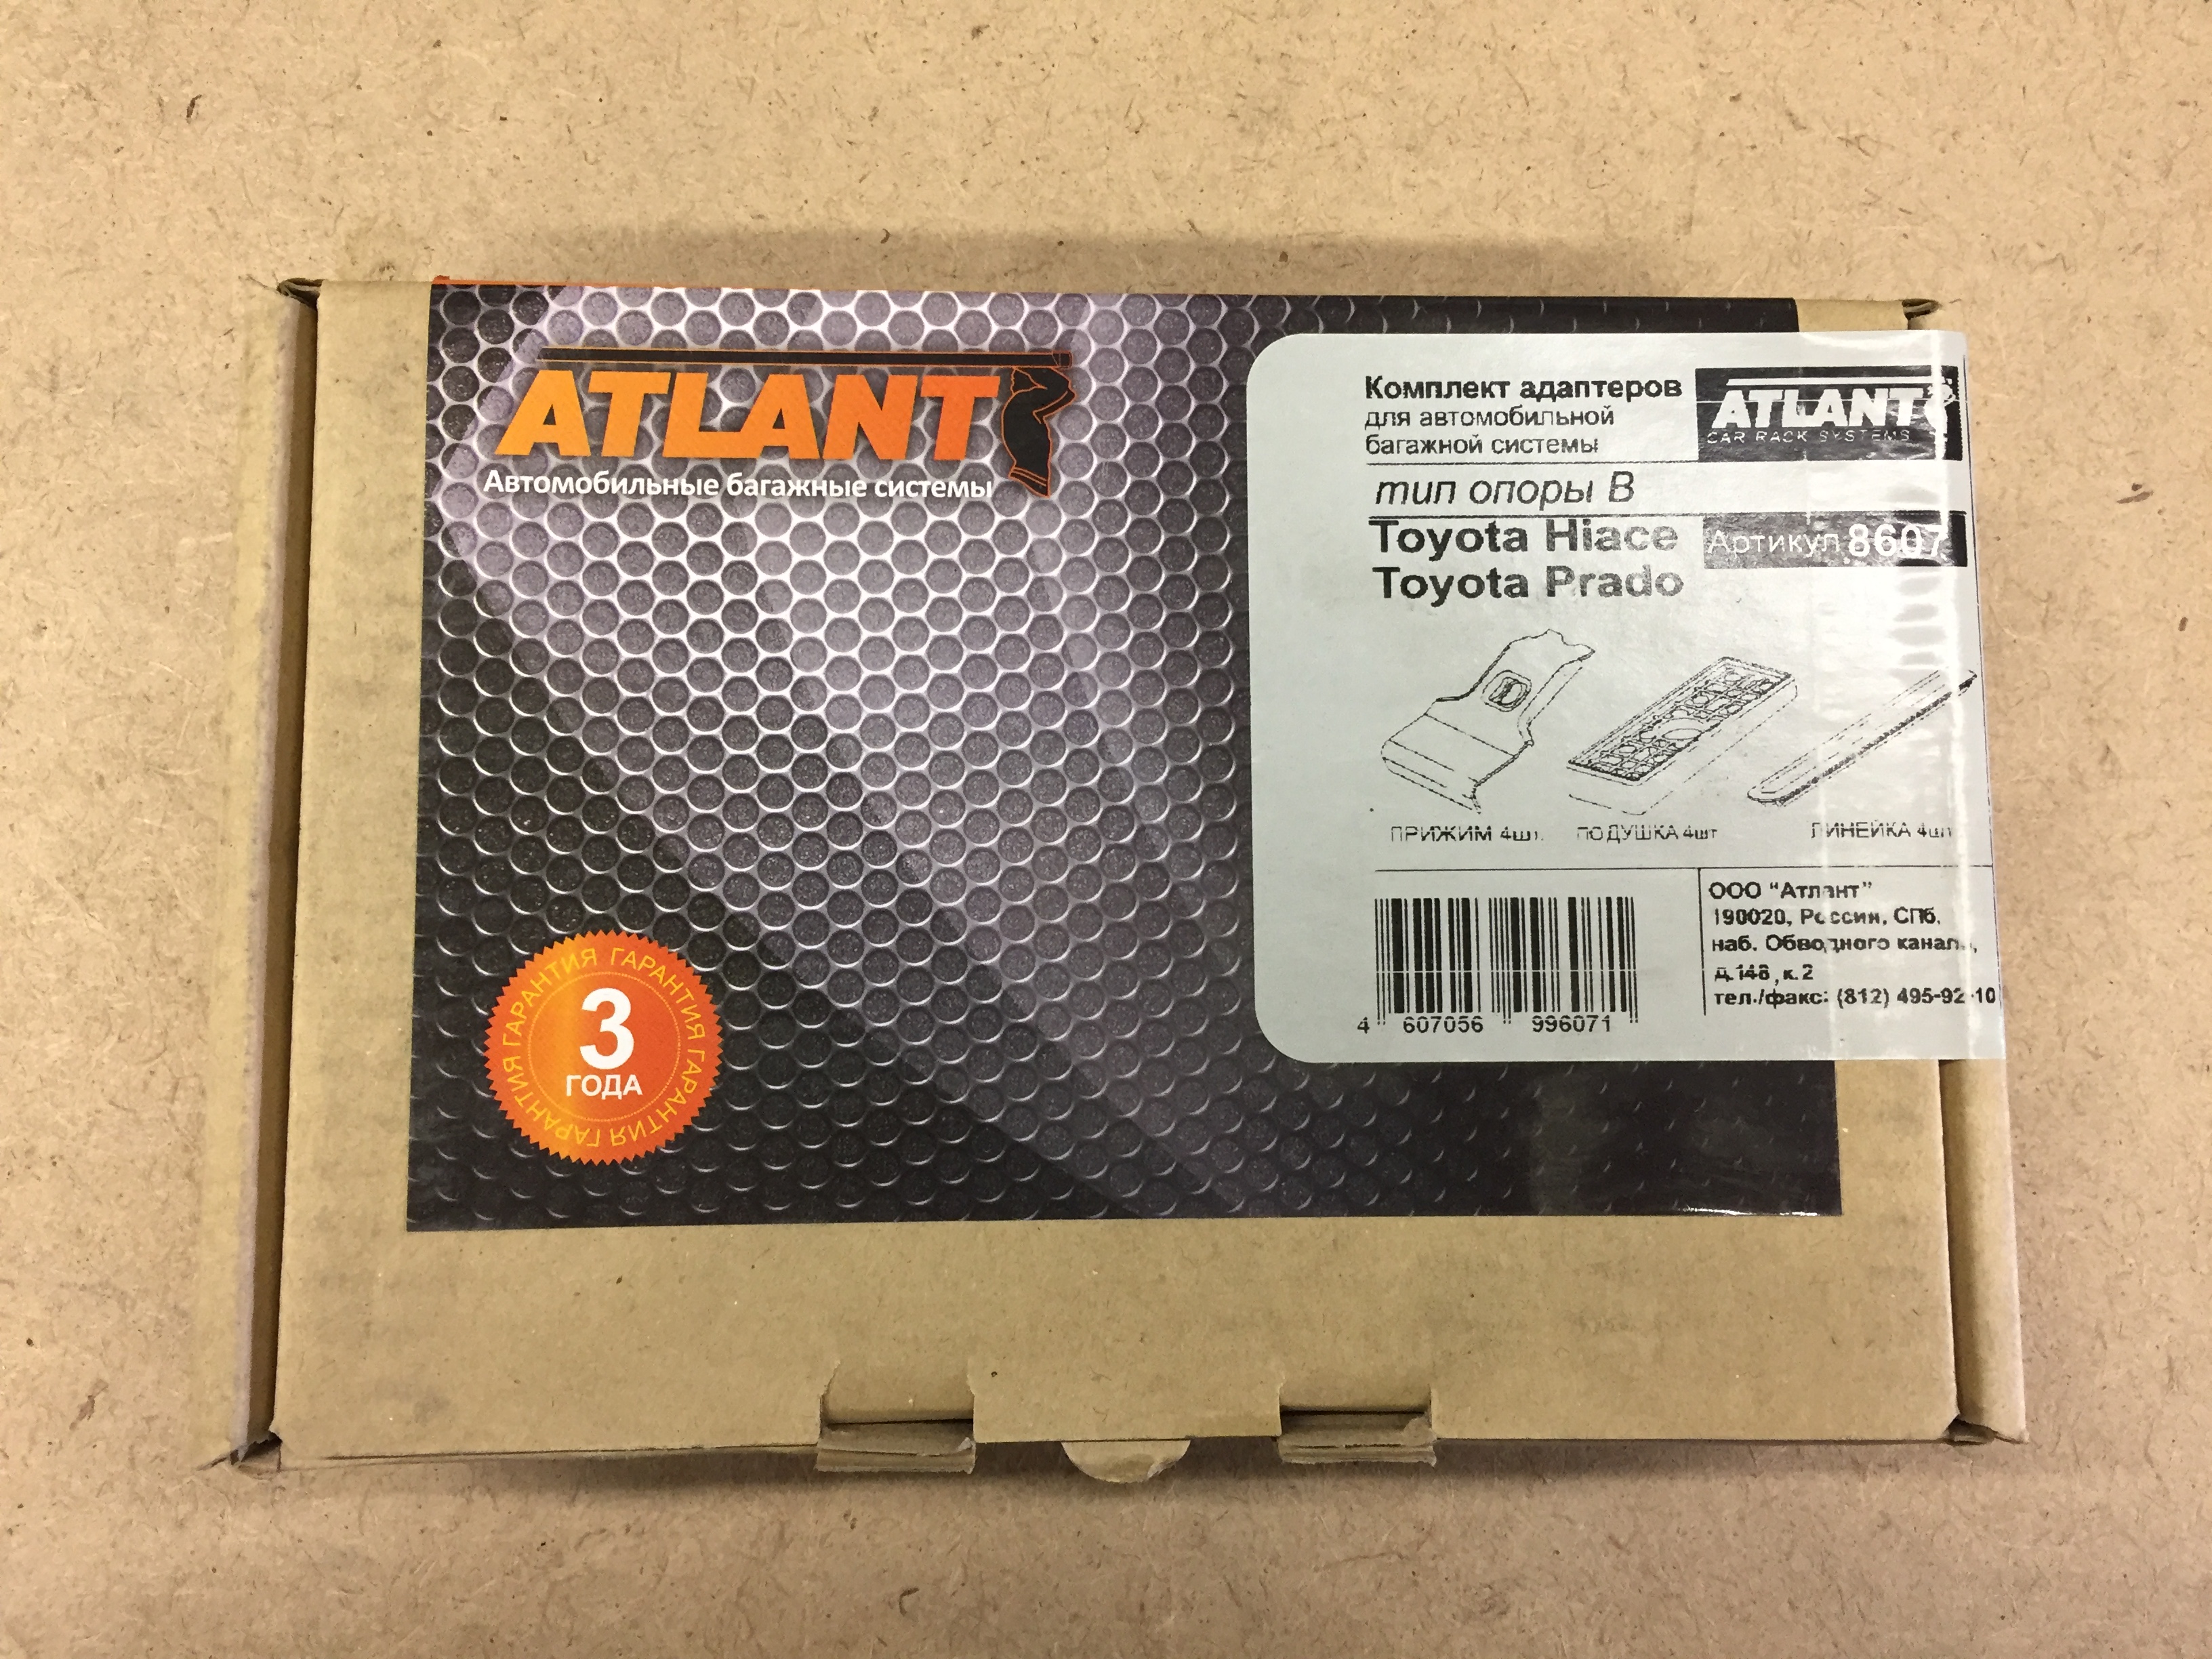 ATLANT
Автомобильные багажные системы
ГАРАНТИЯ ГАРАНТИЯ ГАРАНТИЯ ГАРАНТИЯ ГАРАНТИЯ
3
ГОДА
Комплект адаптеров
для автомобильной
багажной системы
ATLANT
CAR RACK SYSTEMS
тип опоры В
Toyota Hiace
Toyota Prado
Артикул 8607
ПРИЖИМ 4шт.
ПОДУШКА 4шт
ЛИНЕЙКА 4шт
4 607056 996071
ООО "Атлант"
190020, Россия, СПб,
наб. Обводного канала,
д.148, к.2
тел./факс: (812) 495-92-10